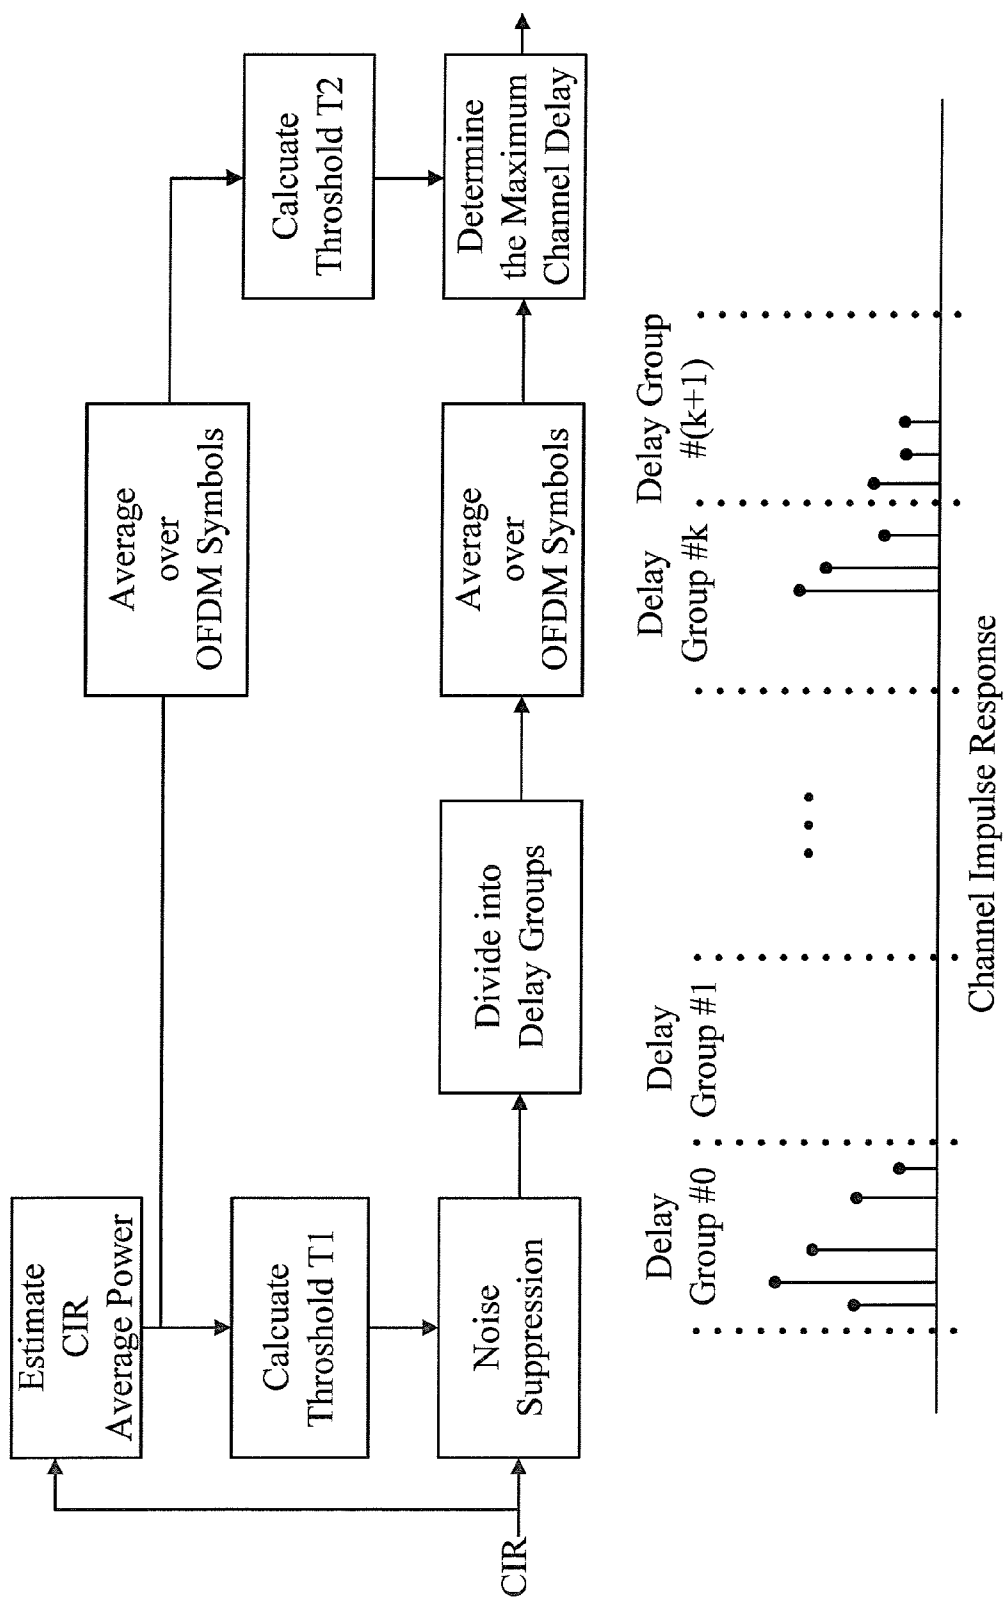 Estimate
CIR
Average Power
Average
over
OFDM Symbols
Calcuate
Throshold T2
Calcuate
Throshold T1
CIR
Noise
Suppression
Divide into
Delay Groups
Average
over
OFDM Symbols
Determine
the Maximum
Channel Delay
Delay
Group #0
Delay
Group #1
Delay
Group #k
Delay Group
#(k+1)
Channel Impulse Response